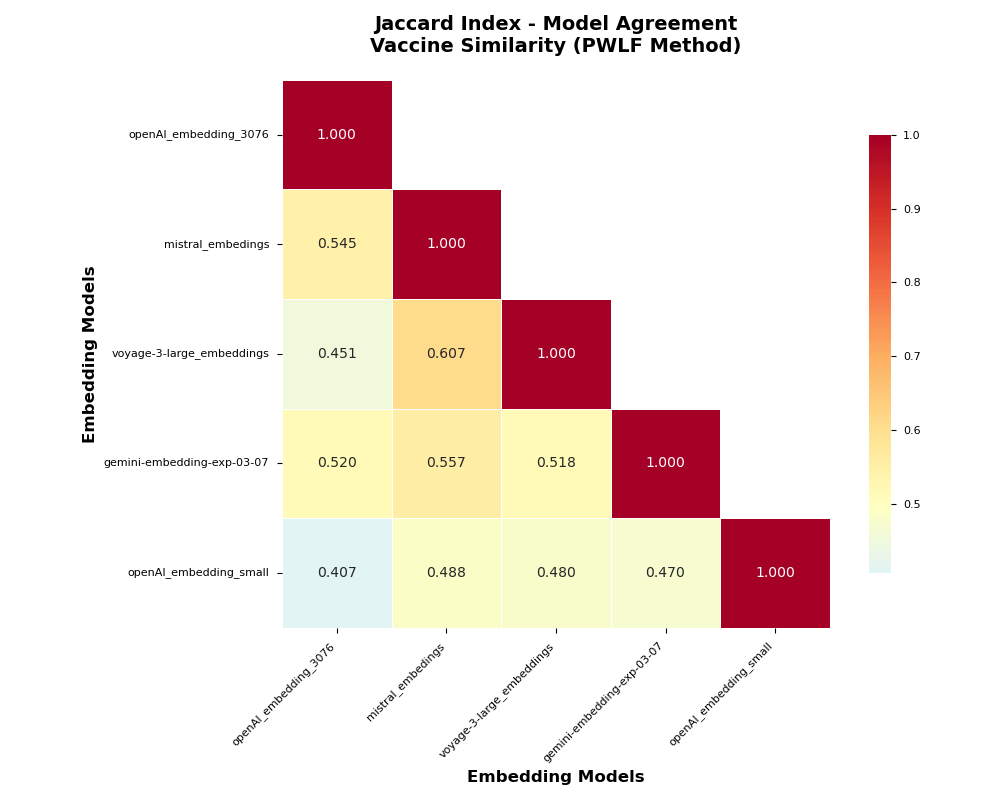 Jaccard Index - Model Agreement
Vaccine Similarity (PWLF Method)
openAI_embedding_3076
1.000
mistral_embedings
0.545 1.000
voyage-3-large_embeddings
0.451 0.607 1.000
gemini-embedding-exp-03-07
0.520 0.557 0.518 1.000
openAI_embedding_small
0.407 0.488 0.480 0.470 1.000
Embedding Models
openAI_embedding_3076
mistral_embedings
voyage-3-large_embeddings
gemini-embedding-exp-03-07
openAI_embedding_small
Embedding Models
1.0
0.9
0.8
0.7
0.6
0.5